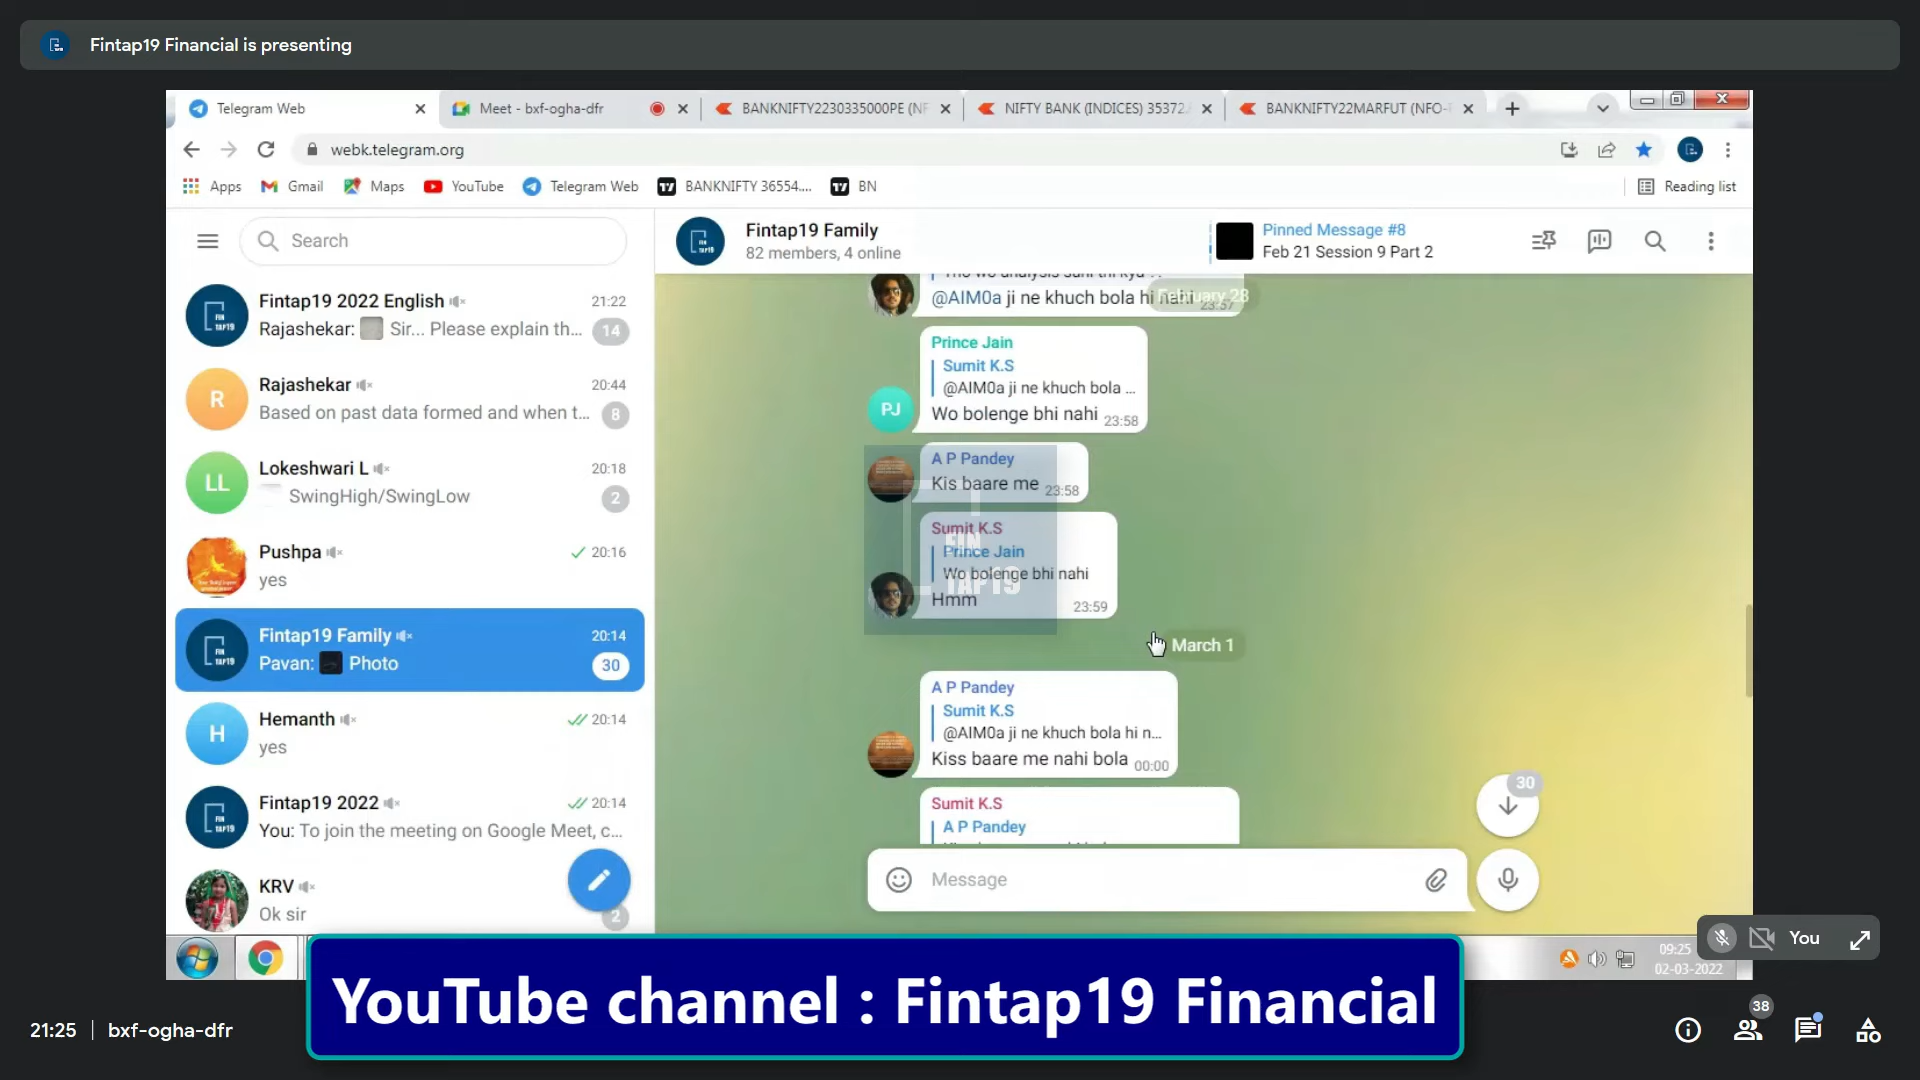 Fintap19 Financial is presenting
Telegram Web
Meet - bxf-ogha-dfr
BANKNIFTY2230335000PE (NF
NIFTY BANK (INDICES) 35372.
BANKNIFTY22MARFUT (NFO-
webk.telegram.org
Apps
Gmail
Maps
YouTube
Telegram Web
BANKNIFTY 36554....
BN
Reading list
Search
Fintap19 Family
82 members, 4 online
Pinned Message #8
Feb 21 Session 9 Part 2
Fintap19 2022 English 21:22
Rajashekar: Sir... Please explain th... 14
Rajashekar 20:44
Based on past data formed and when t... 8
Lokeshwari L 20:18
SwingHigh/SwingLow 2
Pushpa 20:16
yes
Fintap19 Family 20:14
Pavan: Photo 30
Hemanth 20:14
yes
Fintap19 2022 20:14
You: To join the meeting on Google Meet, c...
KRV
Ok sir 2
R
LL
H
@AIM0a ji ne khuch bola hi nahi 23:57
February 28
Prince Jain
Sumit K.S
@AIM0a ji ne khuch bola ...
Wo bolenge bhi nahi 23:58
PJ
A P Pandey
Kis baare me 23:58
Sumit K.S
Prince Jain
Wo bolenge bhi nahi
Hmm 23:59
FIN
TAP19
March 1
A P Pandey
Sumit K.S
@AIM0a ji ne khuch bola hi n...
Kiss baare me nahi bola 00:00
Sumit K.S
A P Pandey
30
Message
You
09:25
02-03-2022
YouTube channel : Fintap19 Financial
21:25 | bxf-ogha-dfr
38